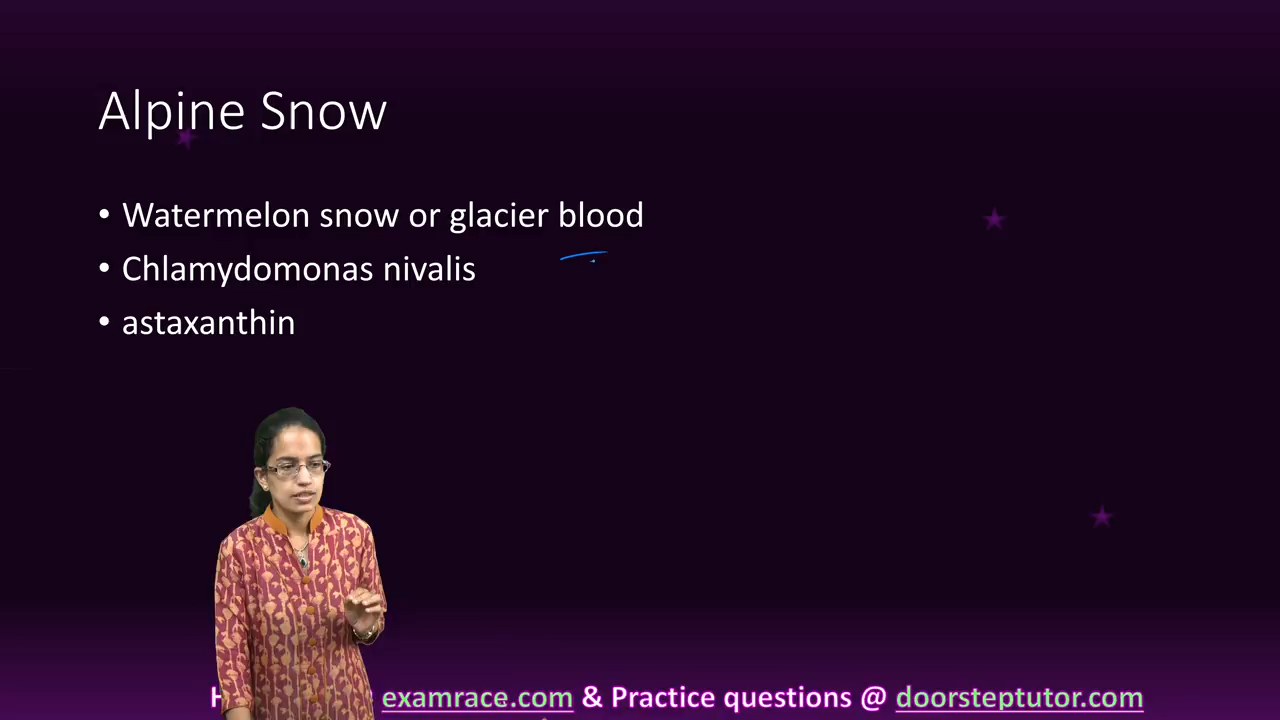 Alpine Snow
• Watermelon snow or glacier blood
• Chlamydomonas nivalis
• astaxanthin
examrace.com & Practice questions @ doorsteptutor.com